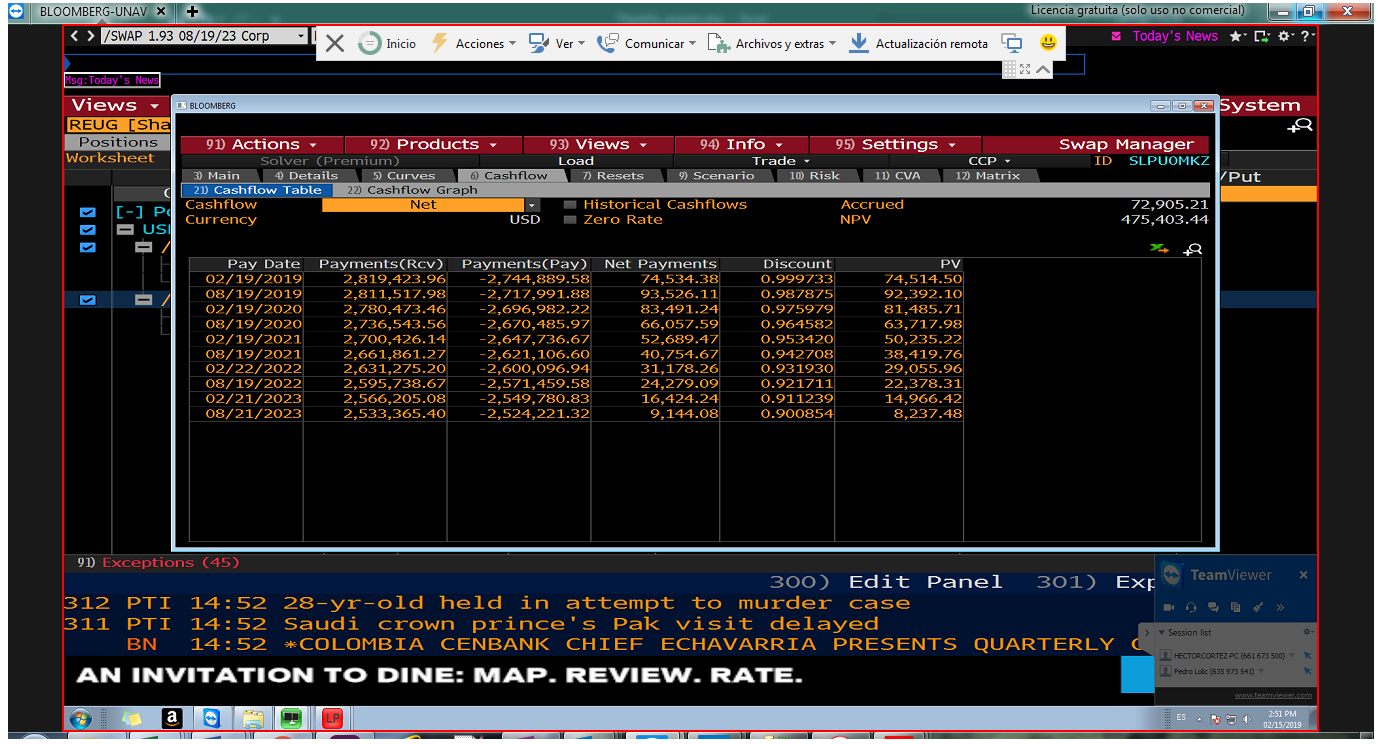 BLOOMBERG-UNAV × + Licencia gratuita (solo uso no comercial)
< > /SWAP 1.93 08/19/23 Corp Inicio Acciones Ver Comunicar Archivos y extras Actualización remota Today's News
Msg:Today's News
Views BLOOMBERG System
REUG [Sha
Positions 91) Actions 92) Products 93) Views 94) Info 95) Settings Swap Manager
Worksheet Solver (Premium) Load Trade CCP ID SLPU0MKZ
3) Main 4) Details 5) Curves 6) Cashflow 7) Resets 9) Scenario 10) Risk 11) CVA 12) Matrix /Put
21) Cashflow Table 22) Cashflow Graph
Cashflow Net Historical Cashflows Accrued 72,905.21
[-] Po
Currency USD Zero Rate NPV 475,403.44
Pay Date Payments(Rcv) Payments(Pay) Net Payments Discount PV
02/19/2019 2,819,423.96 -2,744,889.58 74,534.38 0.999733 74,514.50
08/19/2019 2,811,517.98 -2,717,991.88 93,526.11 0.987875 92,392.10
02/19/2020 2,780,473.46 -2,696,982.22 83,491.24 0.975979 81,485.71
08/19/2020 2,736,543.56 -2,670,485.97 66,057.59 0.964582 63,717.98
02/19/2021 2,700,426.14 -2,647,736.67 52,689.47 0.953420 50,235.22
08/19/2021 2,661,861.27 -2,621,106.60 40,754.67 0.942708 38,419.76
02/22/2022 2,631,275.20 -2,600,096.94 31,178.26 0.931930 29,055.96
08/19/2022 2,595,738.67 -2,571,459.58 24,279.09 0.921711 22,378.31
02/21/2023 2,566,205.08 -2,549,780.83 16,424.24 0.911239 14,966.42
08/21/2023 2,533,365.40 -2,524,221.32 9,144.08 0.900854 8,237.48
91) Exceptions (45)
300) Edit Panel 301) Exp
TeamViewer
312 PTI 14:52 28-yr-old held in attempt to murder case
311 PTI 14:52 Saudi crown prince's Pak visit delayed
BN 14:52 *COLOMBIA CENBANK CHIEF ECHAVARRIA PRESENTS QUARTERLY
Session list
HECTORCORTEZ-PC (661 673 500)
Pedro Lolic (635 973 541)
www.teamviewer.com
AN INVITATION TO DINE: MAP. REVIEW. RATE.
a LP ES 2:51 PM
02/15/2019